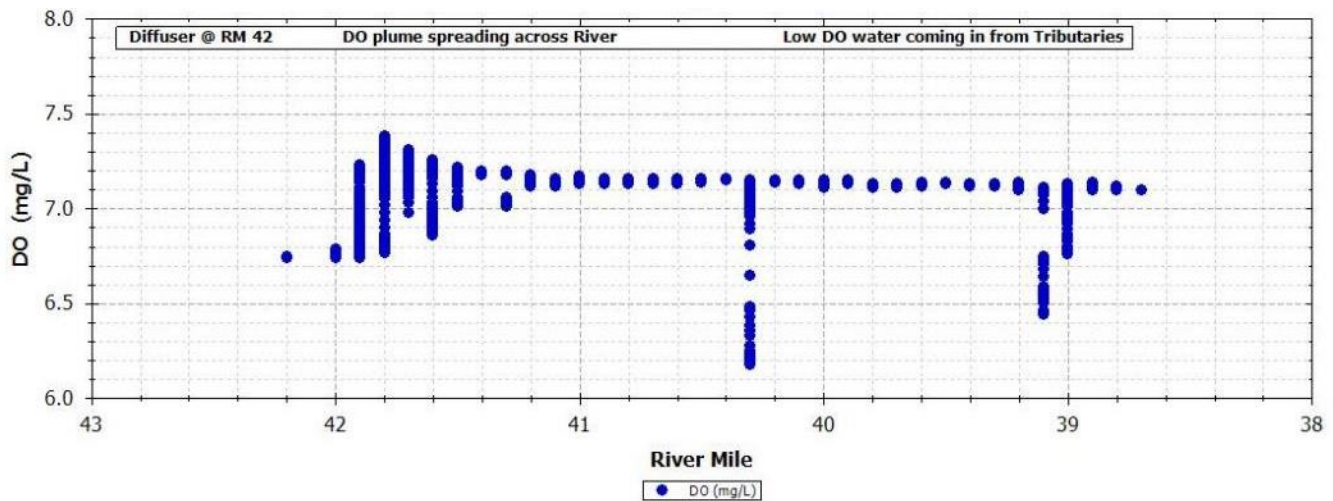 8.0
Diffuser @ RM 42 DO plume spreading across River Low DO water coming in from Tributaries
7.5
7.0
6.5
6.0
DO (mg/L)
43 42 41 40 39 38
River Mile
DO (mg/L)